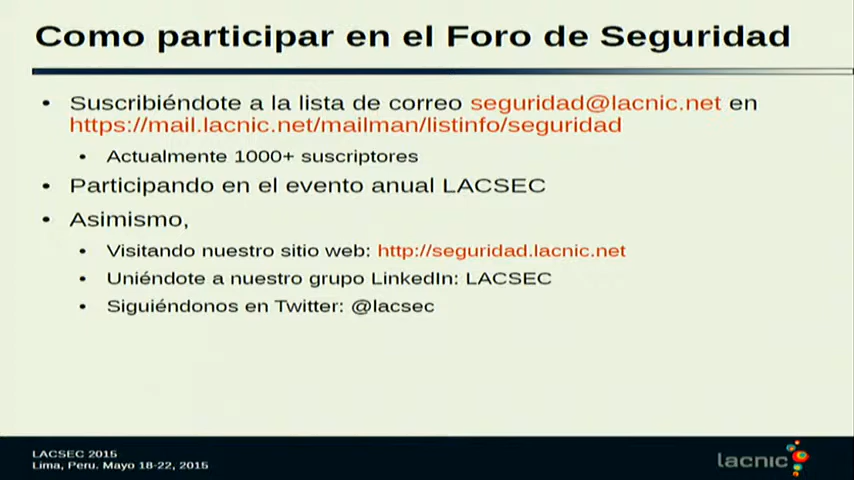 Como participar en el Foro de Seguridad
• Suscribiéndote a la lista de correo seguridad@lacnic.net en
https://mail.lacnic.net/mailman/listinfo/seguridad
• Actualmente 1000+ suscriptores
• Participando en el evento anual LACSEC
• Asimismo,
• Visitando nuestro sitio web: http://seguridad.lacnic.net
• Uniéndote a nuestro grupo LinkedIn: LACSEC
• Siguiéndonos en Twitter: @lacsec
LACSEC 2015
Lima, Peru. Mayo 18-22, 2015
lacnic